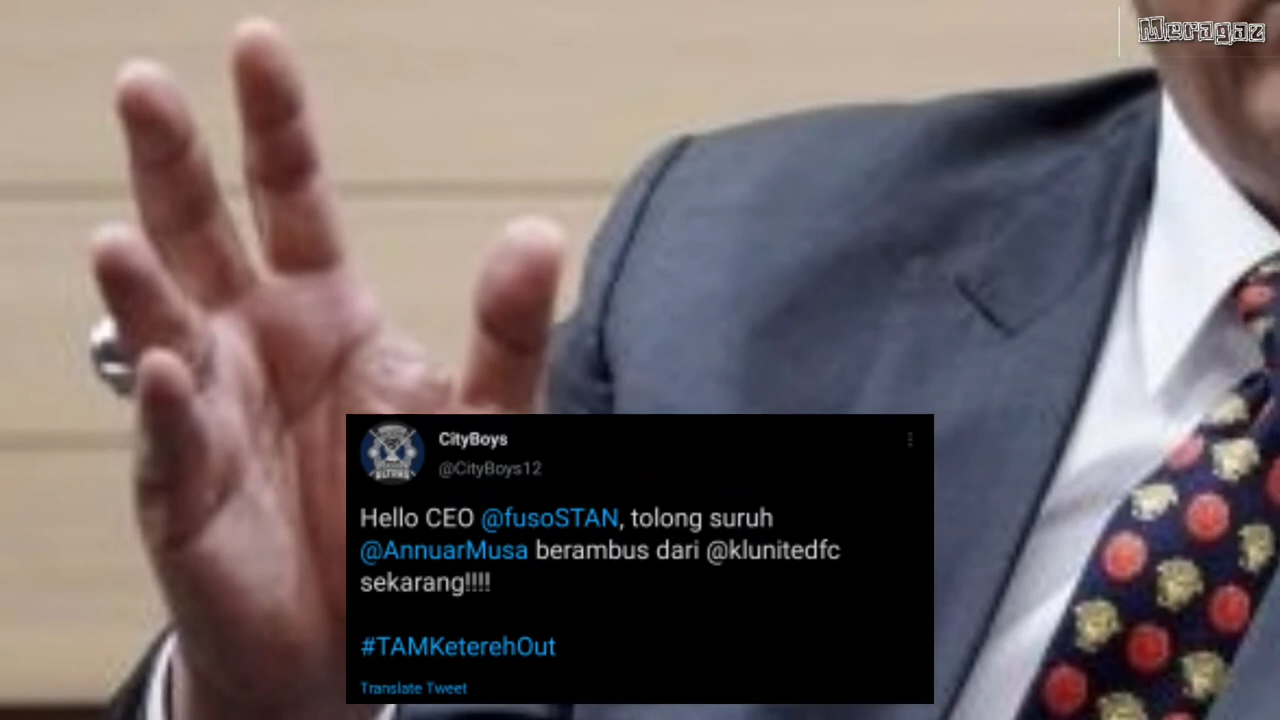 Meragaz
CityBoys
@CityBoys12
Hello CEO @fusoSTAN, tolong suruh
@AnnuarMusa berambus dari @klunitedfc
sekarang!!!!
#TAMKeterehOut
Translate Tweet